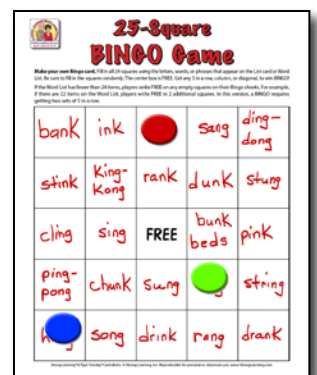 25-Square
BINGO Game
Make your own Bingo card. Fill in all 24 squares using the letters, words, or phrases that appear on the List card or Word
List. Be sure to fill in the squares randomly. The center box is FREE. Get any 5 in a row, column, or diagonal, to win BINGO!
If the Word List has fewer than 24 items, players write FREE on any empty squares on their Bingo sheets. For example,
if there are 22 items on the Word List, players write FREE in 2 additional squares. In this version, a BINGO requires
getting two sets of 5 in a row.
bank ink sang ding-
dong
stink King-
Kong rank dunk stung
cling sing FREE bunk
beds pink
ping-
pong chunk sung string
song drink rang drank